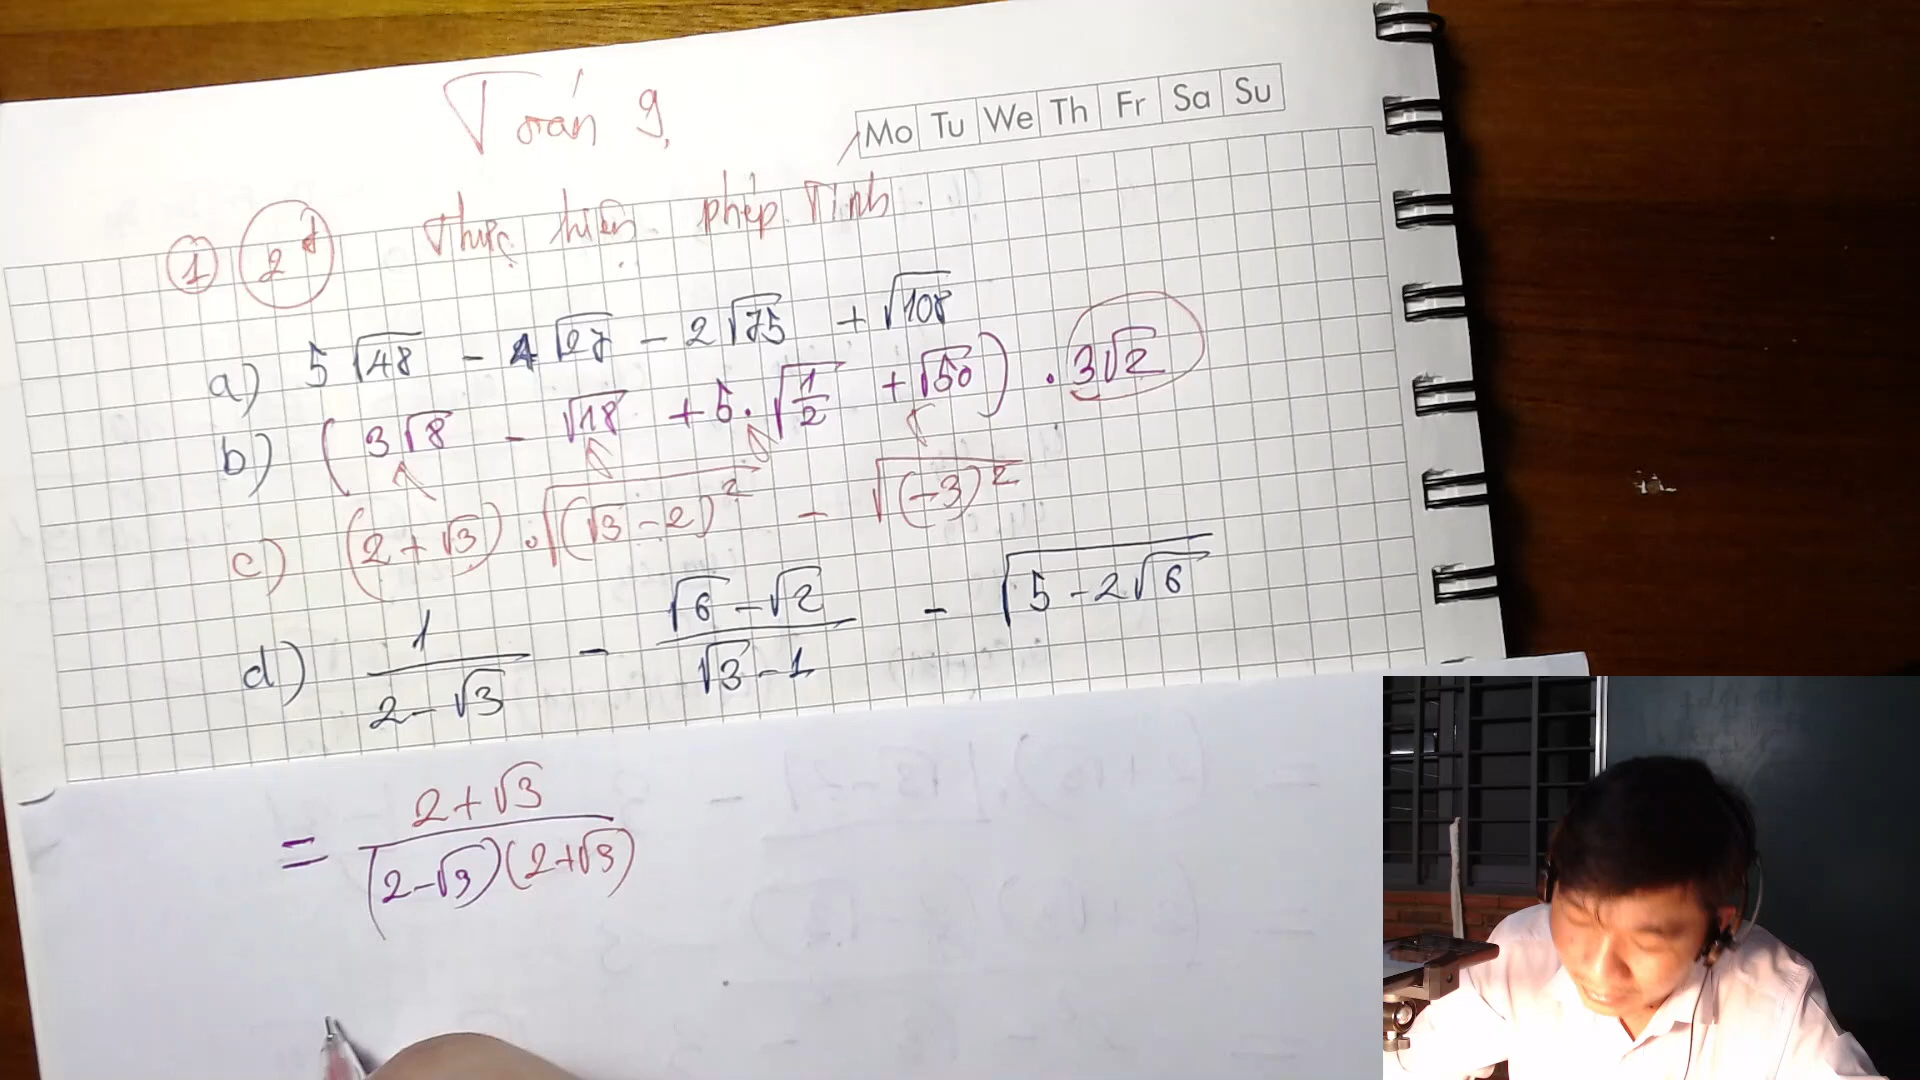 Toán 9.
Mo Tu We Th Fr Sa Su
① 2đ Thực hiện phép tính
a) 5√48 - 4√27 - 2√75 + √108
b) (3√8 - √18 + 5.√(1/2) + √50) . 3√2
c) (2+√3).√((√3-2)²) - √((-3)²)
d) 1/(2-√3) - (√6-√2)/(√3-1) - √(5-2√6)
= (2+√3)/((2-√3)(2+√3))